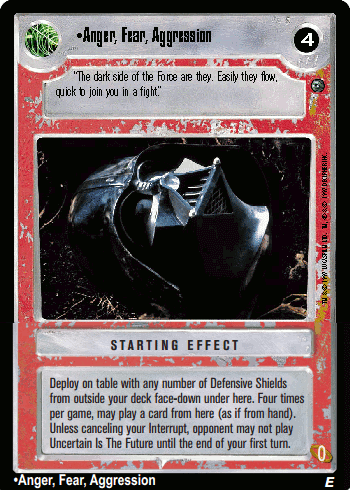 •Anger, Fear, Aggression
4
"The dark side of the Force are they. Easily they flow,
quick to join you in a fight."
STARTING EFFECT
Deploy on table with any number of Defensive Shields
from outside your deck face-down under here. Four times
per game, may play a card from here (as if from hand).
Unless canceling your Interrupt, opponent may not play
Uncertain Is The Future until the end of your first turn.
0
•Anger, Fear, Aggression
E